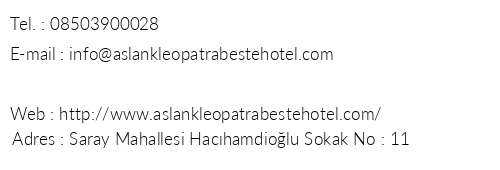 Tel. : 08503900028
E-mail : info@aslankleopatrabestehotel.com
Web : http://www.aslankleopatrabestehotel.com/
Adres : Saray Mahallesi Hacıhamdioğlu Sokak No : 11